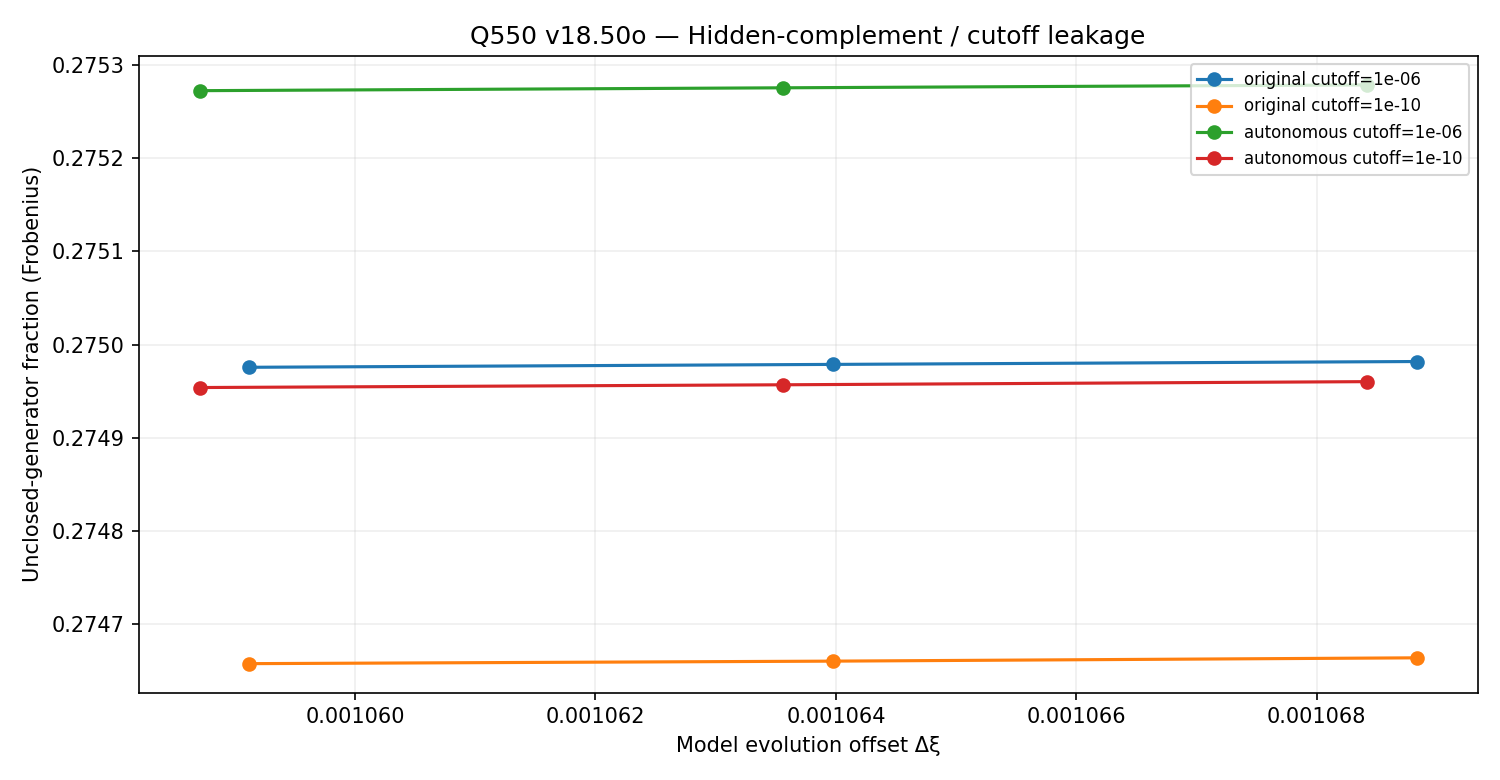 Q550 v18.50o — Hidden-complement / cutoff leakage
Unclosed-generator fraction (Frobenius)
0.2753
0.2752
0.2751
0.2750
0.2749
0.2748
0.2747
original cutoff=1e-06
original cutoff=1e-10
autonomous cutoff=1e-06
autonomous cutoff=1e-10
0.001060 0.001062 0.001064 0.001066 0.001068
Model evolution offset Δξ